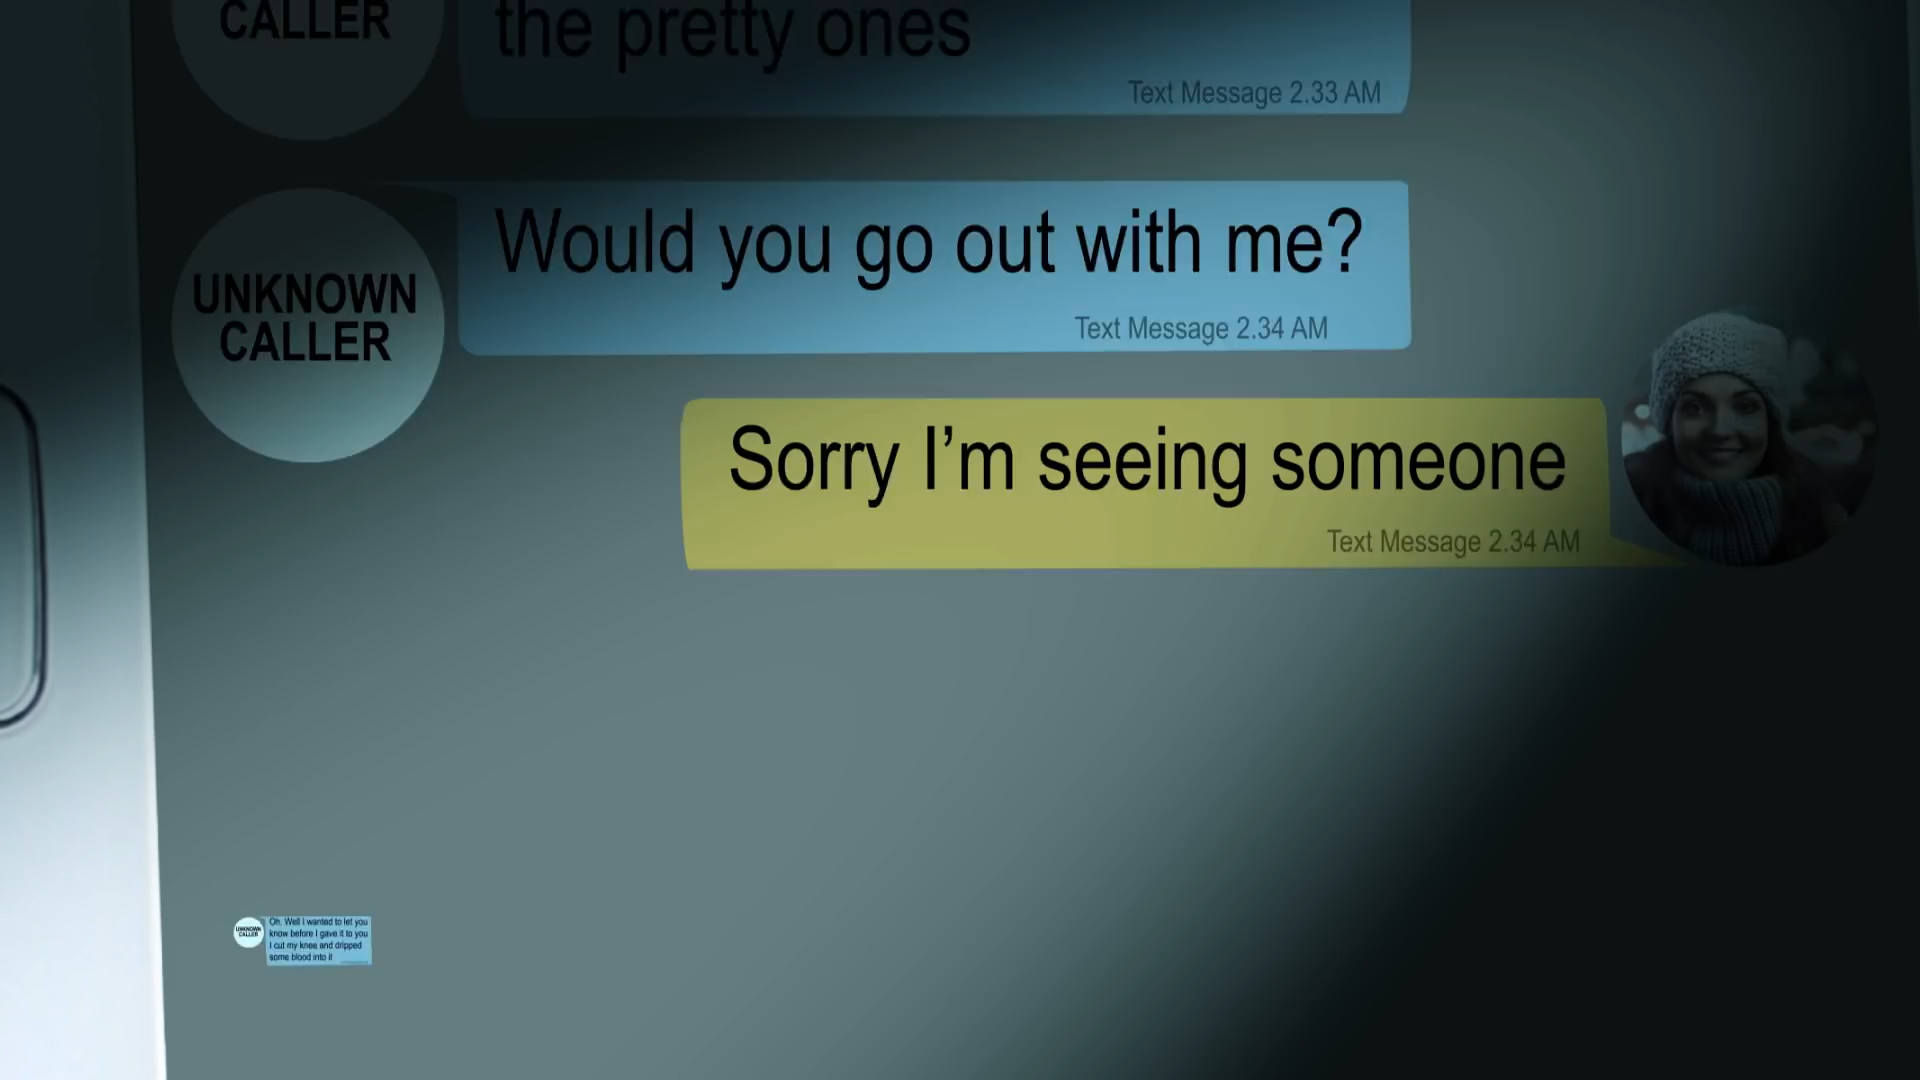 CALLER
the pretty ones
Text Message 2.33 AM
UNKNOWN
CALLER
Would you go out with me?
Text Message 2.34 AM
Sorry I’m seeing someone
Text Message 2.34 AM
UNKNOWN
CALLER
Oh. Well I wanted to let you
know before I gave it to you
I cut my knee and dripped
some blood into it